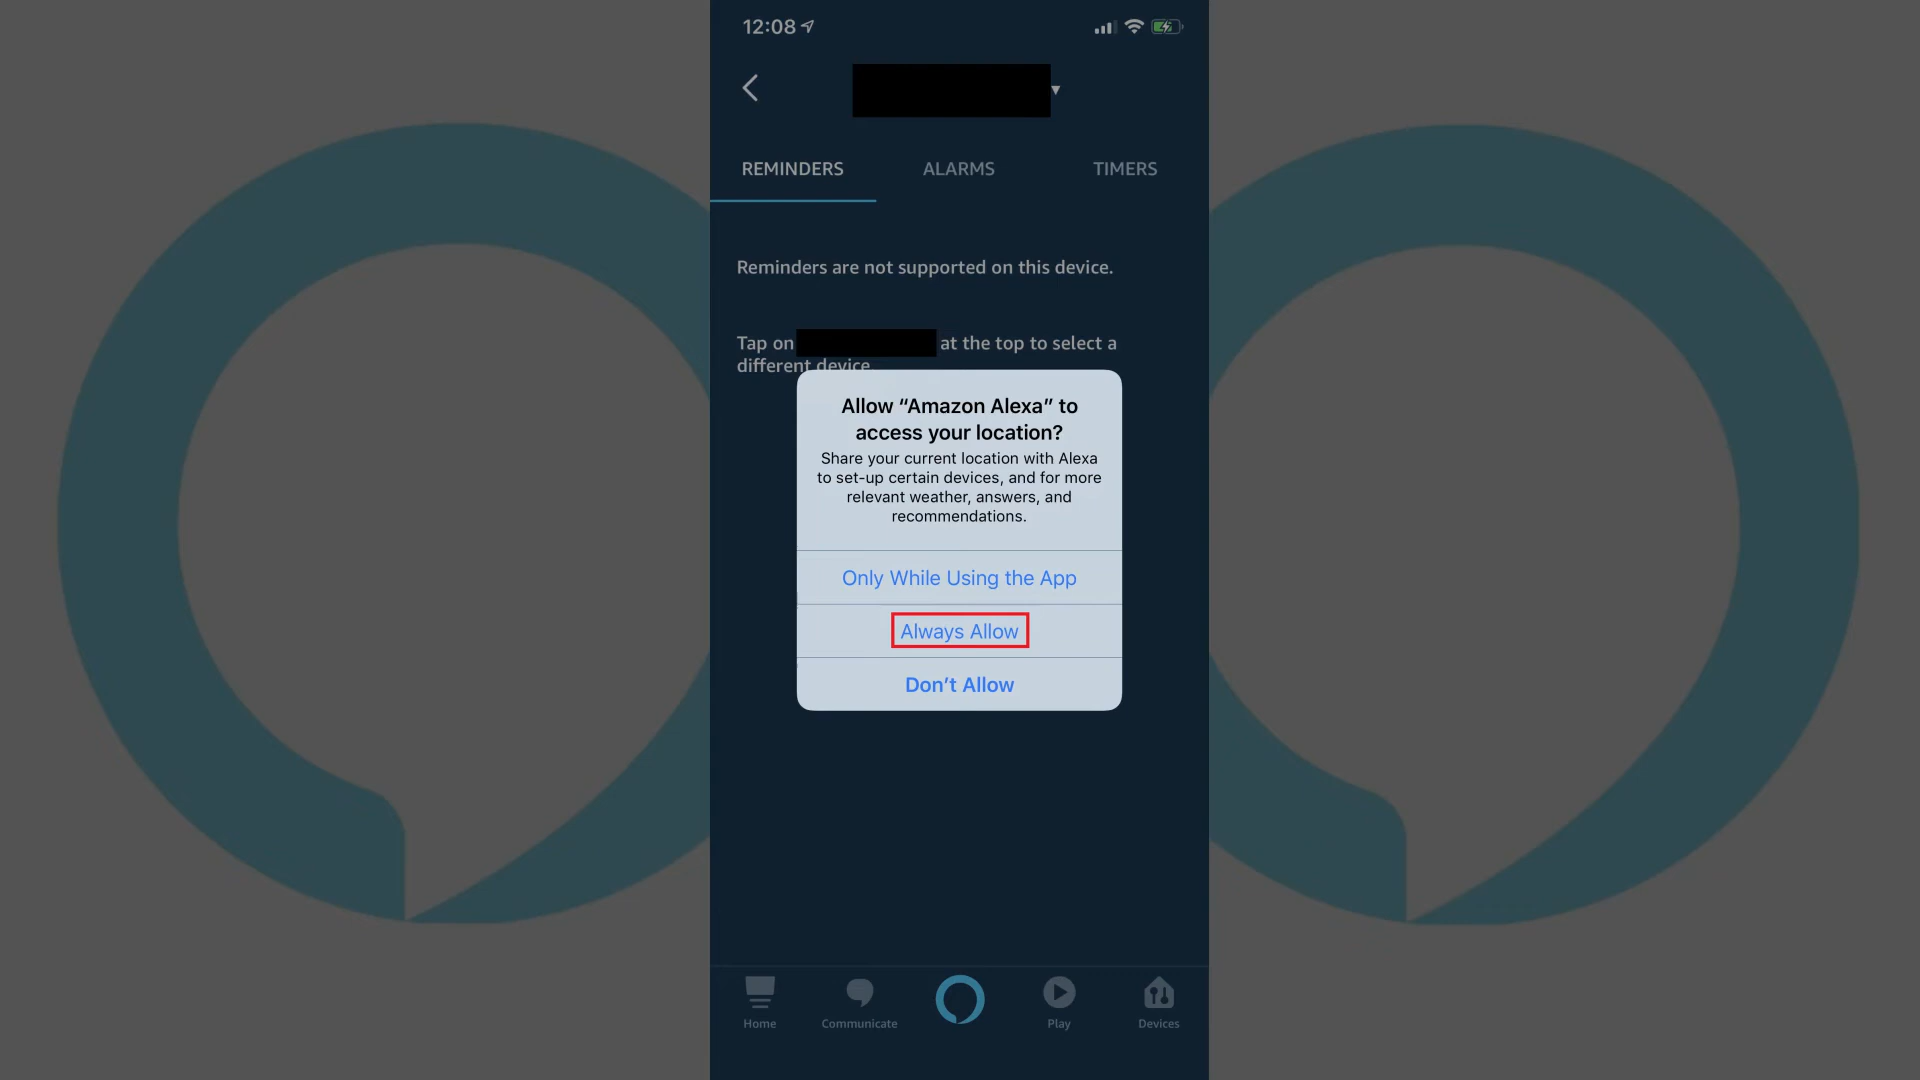 12:08
REMINDERS ALARMS TIMERS
Reminders are not supported on this device.
Tap on at the top to select a
different device.
Allow “Amazon Alexa” to
access your location?
Share your current location with Alexa
to set-up certain devices, and for more
relevant weather, answers, and
recommendations.
Only While Using the App
Always Allow
Don’t Allow
Home Communicate Play Devices